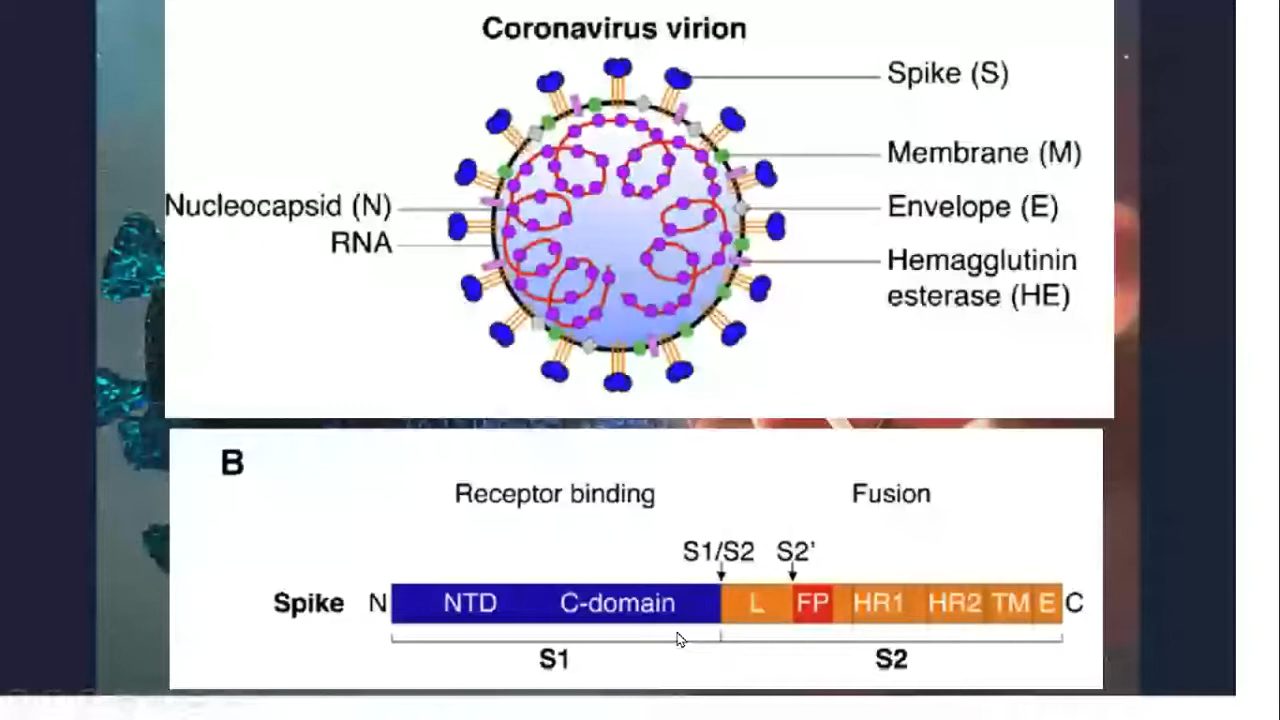 Coronavirus virion
Spike (S)
Membrane (M)
Nucleocapsid (N)
Envelope (E)
RNA
Hemagglutinin
esterase (HE)
B
Receptor binding
Fusion
S1/S2 S2'
Spike N NTD C-domain L FP HR1 HR2 TM E C
S1 S2